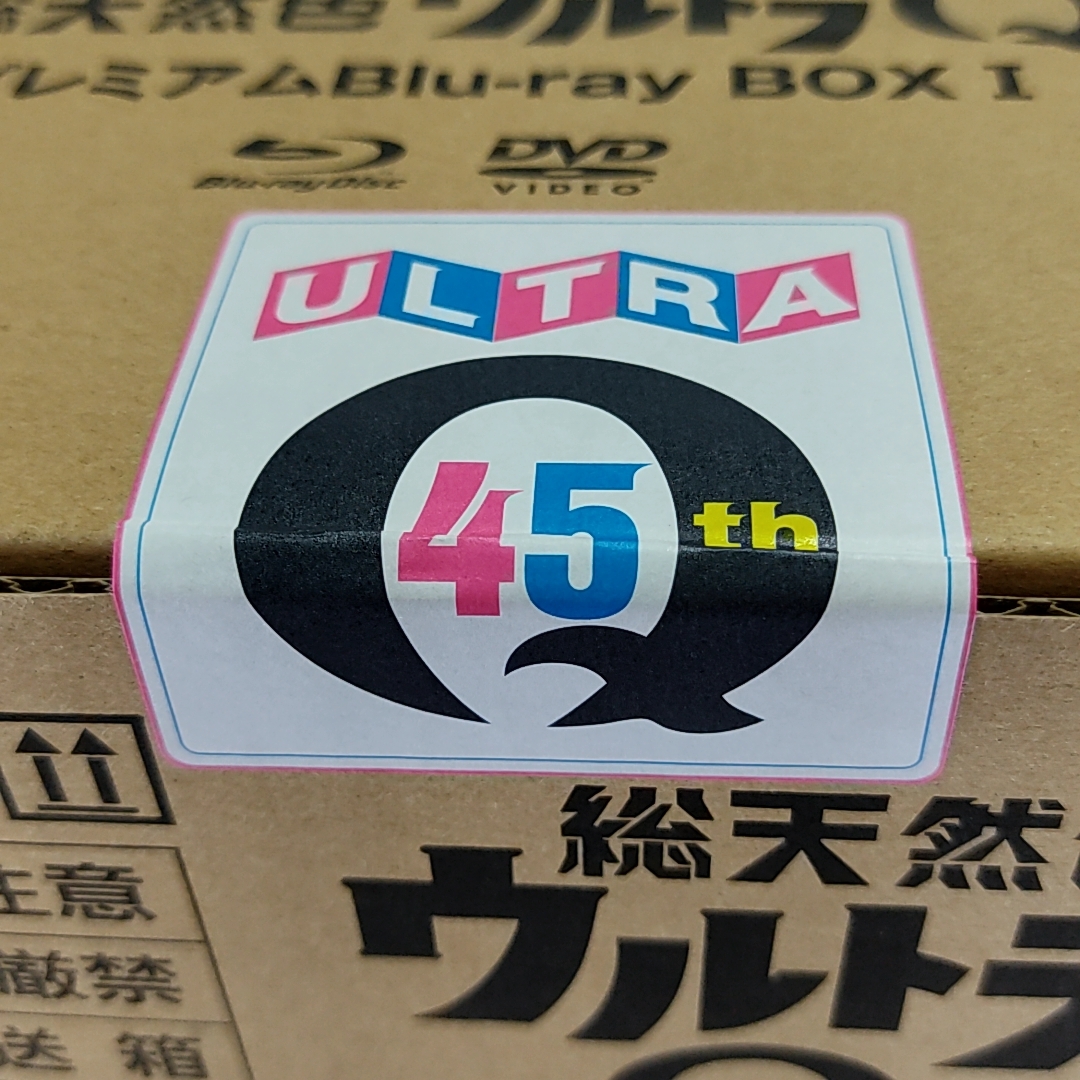 総天然色ウルトラQ
プレミアムBlu-ray BOX I
Blu-ray Disc
DVD
VIDEO
ULTRA
Q
45
th
総天然
ウルトラ
注意
厳禁
送 箱